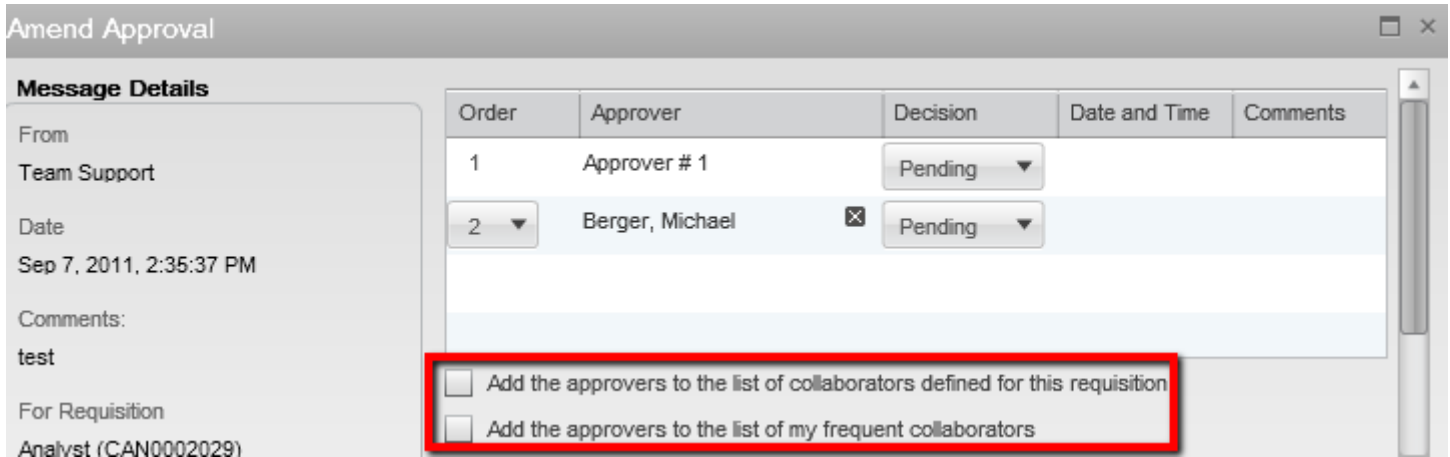 Amend Approval
Message Details
From
Team Support
Date
Sep 7, 2011, 2:35:37 PM
Comments:
test
For Requisition
Analyst (CAN0002029)
Order Approver Decision Date and Time Comments
1 Approver # 1 Pending
2 Berger, Michael Pending
Add the approvers to the list of collaborators defined for this requisition
Add the approvers to the list of my frequent collaborators